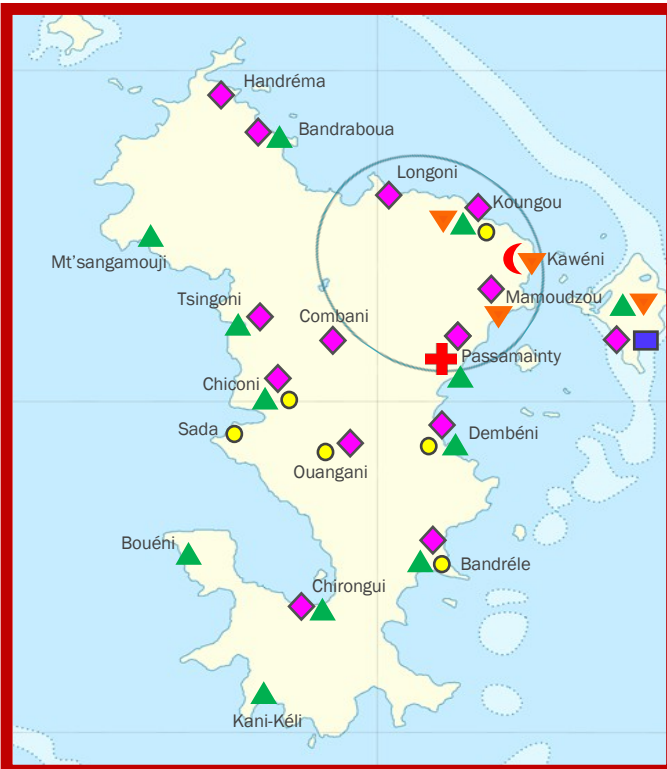 Handréma
Bandraboua
Longoni
Koungou
Kawéni
Mt'sangamouji
Mamoudzou
Tsingoni
Combani
Passamainty
Chiconi
Sada
Dembéni
Ouangani
Bouéni
Bandréle
Chirongui
Kani-Kéli